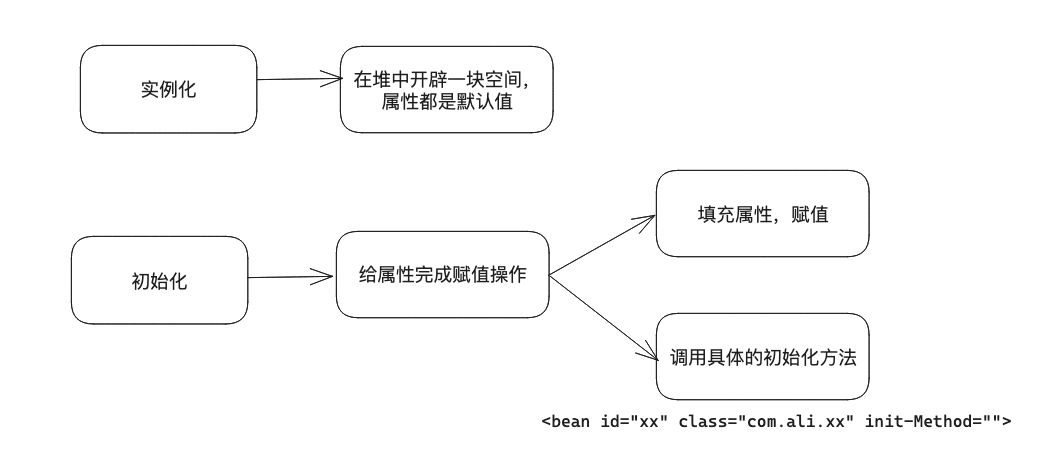 实例化
在堆中开辟一块空间，
属性都是默认值
初始化
给属性完成赋值操作
填充属性，赋值
调用具体的初始化方法
<bean id="xx" class="com.ali.xx" init-Method="">